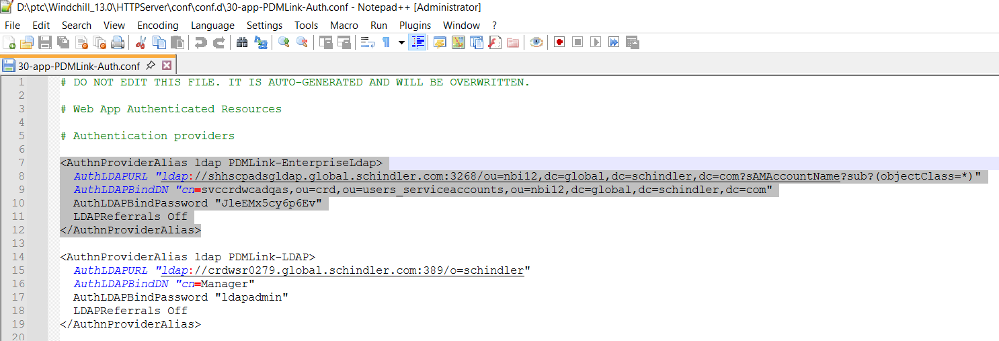 D:\ptc\Windchill_13.0\HTTPServer\conf\conf.d\30-app-PDMLink-Auth.conf - Notepad++ [Administrator]
File Edit Search View Encoding Language Settings Tools Macro Run Plugins Window ?
30-app-PDMLink-Auth.conf
1 # DO NOT EDIT THIS FILE. IT IS AUTO-GENERATED AND WILL BE OVERWRITTEN.
2
3 # Web App Authenticated Resources
4
5 # Authentication providers
6
7 <AuthnProviderAlias ldap PDMLink-EnterpriseLdap>
8 AuthLDAPURL "ldap://shhscpadsgldap.global.schindler.com:3268/ou=nbi12,dc=global,dc=schindler,dc=com?sAMAccountName?sub?(objectClass=*)"
9 AuthLDAPBindDN "cn=svccrdwcadqas,ou=crd,ou=users_serviceaccounts,ou=nbi12,dc=global,dc=schindler,dc=com"
10 AuthLDAPBindPassword "JleEMx5cy6p6Ev"
11 LDAPReferrals Off
12 </AuthnProviderAlias>
13
14 <AuthnProviderAlias ldap PDMLink-LDAP>
15 AuthLDAPURL "ldap://crdwsr0279.global.schindler.com:389/o=schindler"
16 AuthLDAPBindDN "cn=Manager"
17 AuthLDAPBindPassword "ldapadmin"
18 LDAPReferrals Off
19 </AuthnProviderAlias>
20